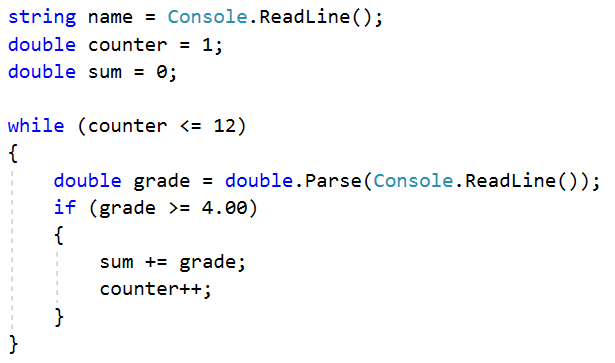 string name = Console.ReadLine();
double counter = 1;
double sum = 0;

while (counter <= 12)
{
    double grade = double.Parse(Console.ReadLine());
    if (grade >= 4.00)
    {
        sum += grade;
        counter++;
    }
}